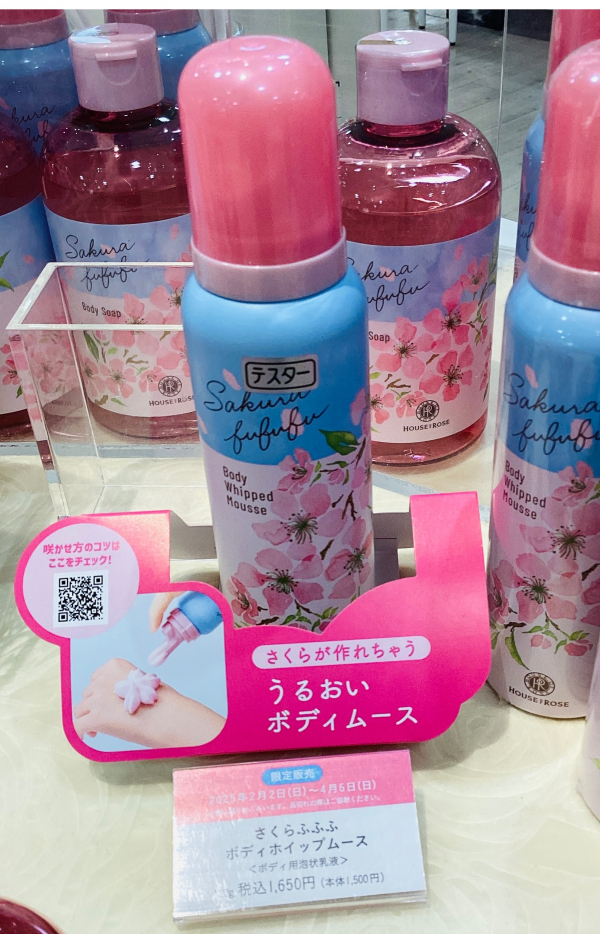 Sakura
fufufu
Body Soap
HOUSE OF ROSE
Sakura
fufufu
Soap
HOUSE OF ROSE
テスター
Sakura
fufufu
Body
Whipped
Mousse
Sakura
fufufu
Body
Whipped
Mousse
HOUSE OF ROSE
咲かせ方のコツは
ここをチェック!
さくらが作れちゃう
うるおい
ボディムース
限定販売
2025年2月2日(日)~4月6日(日)
さくらふふふ
ボディホイップムース
<ボディ用泡状乳液>
税込1,650円(本体1,500円)